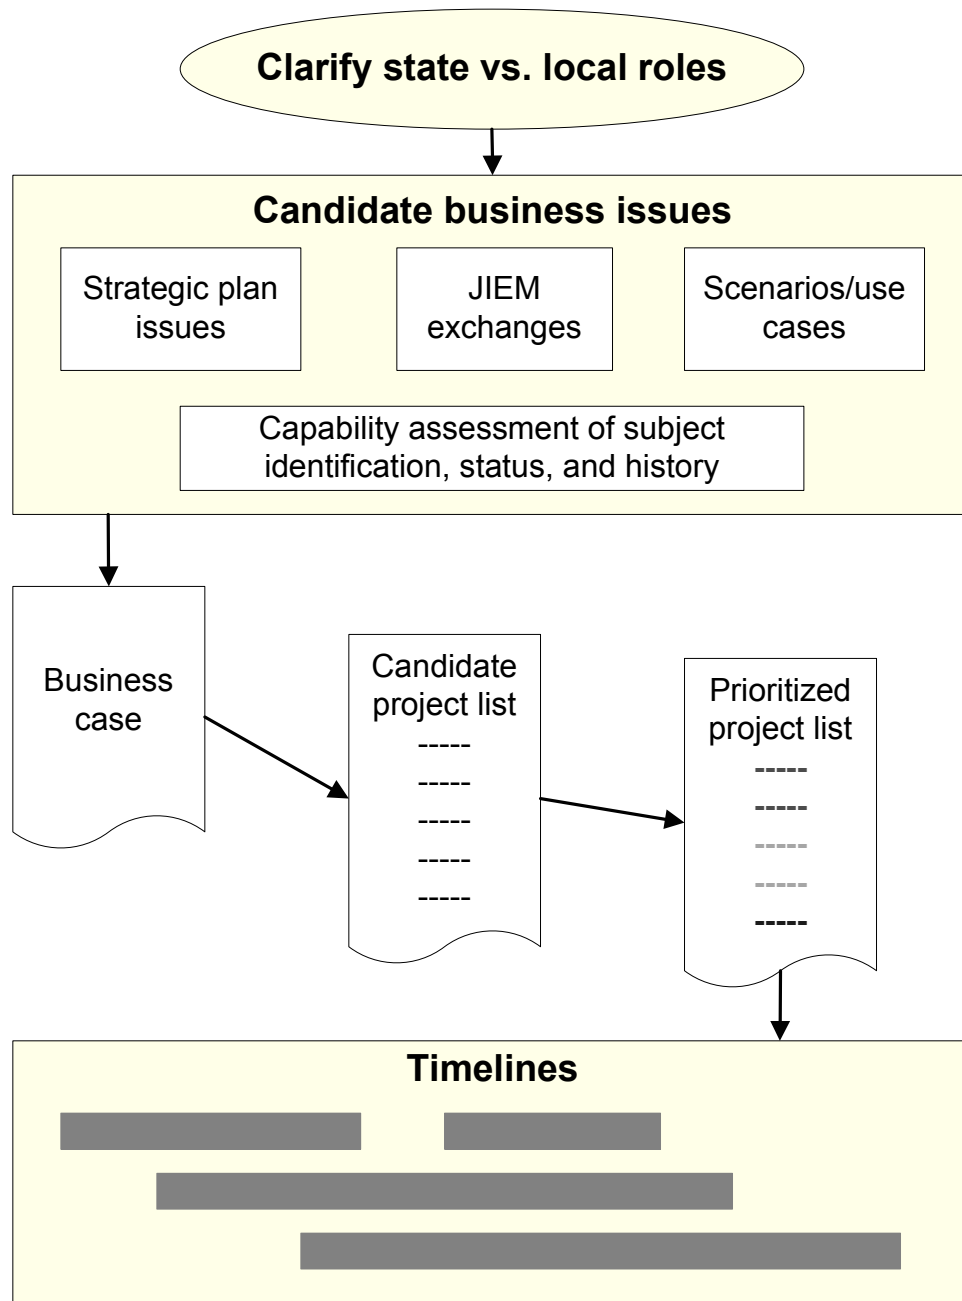 Clarify state vs. local roles
Candidate business issues
Strategic plan
issues
JIEM
exchanges
Scenarios/use
cases
Capability assessment of subject
identification, status, and history
Business
case
Candidate
project list
-----
-----
-----
-----
-----
Prioritized
project list
-----
-----
-----
-----
-----
Timelines